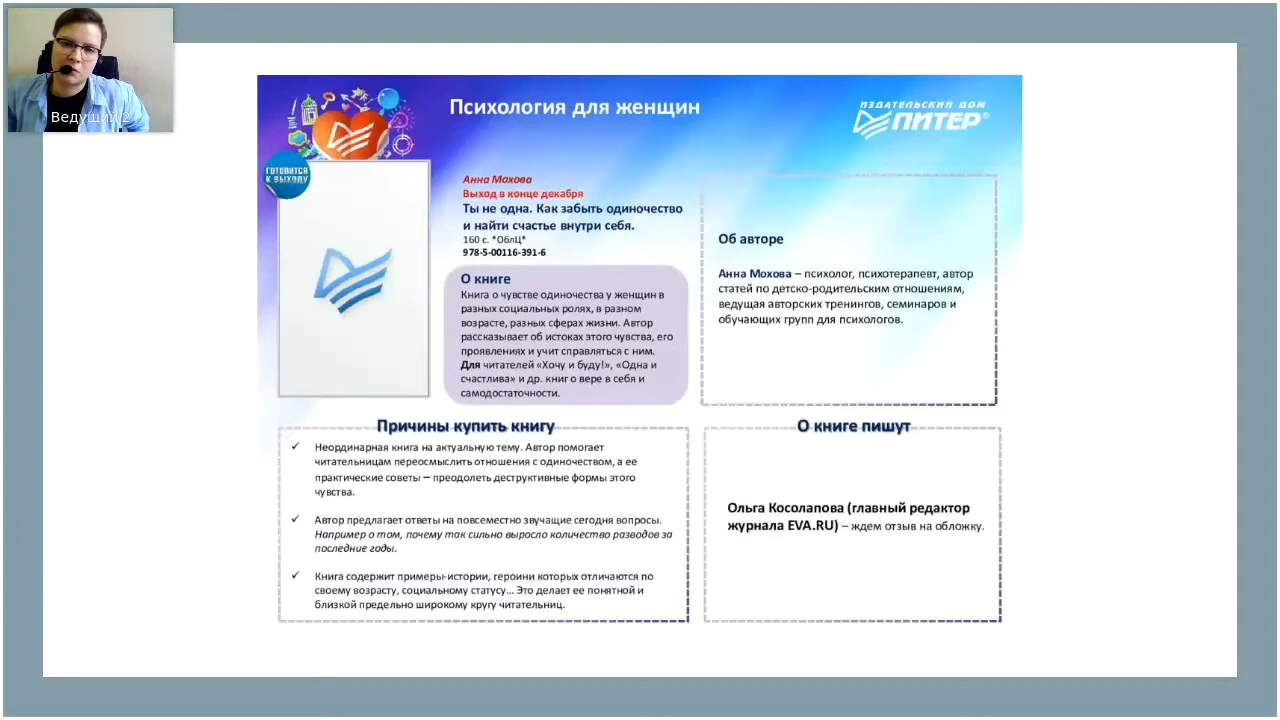 Ведущий 2
Психология для женщин
ИЗДАТЕЛЬСКИЙ ДОМ
ПИТЕР®
ГОТОВИТСЯ
К ВЫХОДУ
Анна Мохова
Выход в конце декабря
Ты не одна. Как забыть одиночество
и найти счастье внутри себя.
160 с. *ОблЦ*
978-5-00116-391-6
О книге
Книга о чувстве одиночества у женщин в
разных социальных ролях, в разном
возрасте, разных сферах жизни. Автор
рассказывает об истоках этого чувства, его
проявлениях и учит справляться с ним.
Для читателей «Хочу и буду!», «Одна и
счастлива» и др. книг о вере в себя и
самодостаточности.
Об авторе
Анна Мохова – психолог, психотерапевт, автор
статей по детско-родительским отношениям,
ведущая авторских тренингов, семинаров и
обучающих групп для психологов.
Причины купить книгу
✓ Неординарная книга на актуальную тему. Автор помогает
читательницам переосмыслить отношения с одиночеством, а ее
практические советы – преодолеть деструктивные формы этого
чувства.
✓ Автор предлагает ответы на повсеместно звучащие сегодня вопросы.
Например о том, почему так сильно выросло количество разводов за
последние годы.
✓ Книга содержит примеры-истории, героини которых отличаются по
своему возрасту, социальному статусу… Это делает ее понятной и
близкой предельно широкому кругу читательниц.
О книге пишут
Ольга Косолапова (главный редактор
журнала EVA.RU) – ждем отзыв на обложку.